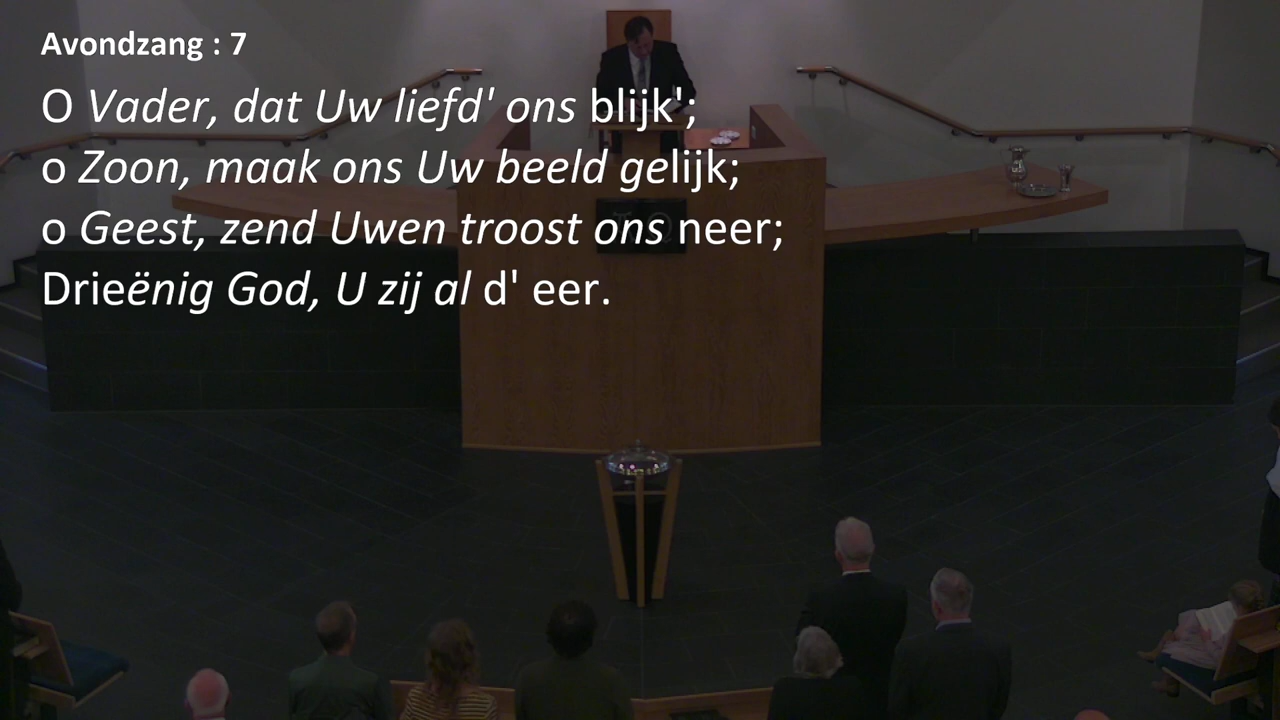 Avondzang : 7
O Vader, dat Uw liefd' ons blijk';
o Zoon, maak ons Uw beeld gelijk;
o Geest, zend Uwen troost ons neer;
Drieënig God, U zij al d' eer.